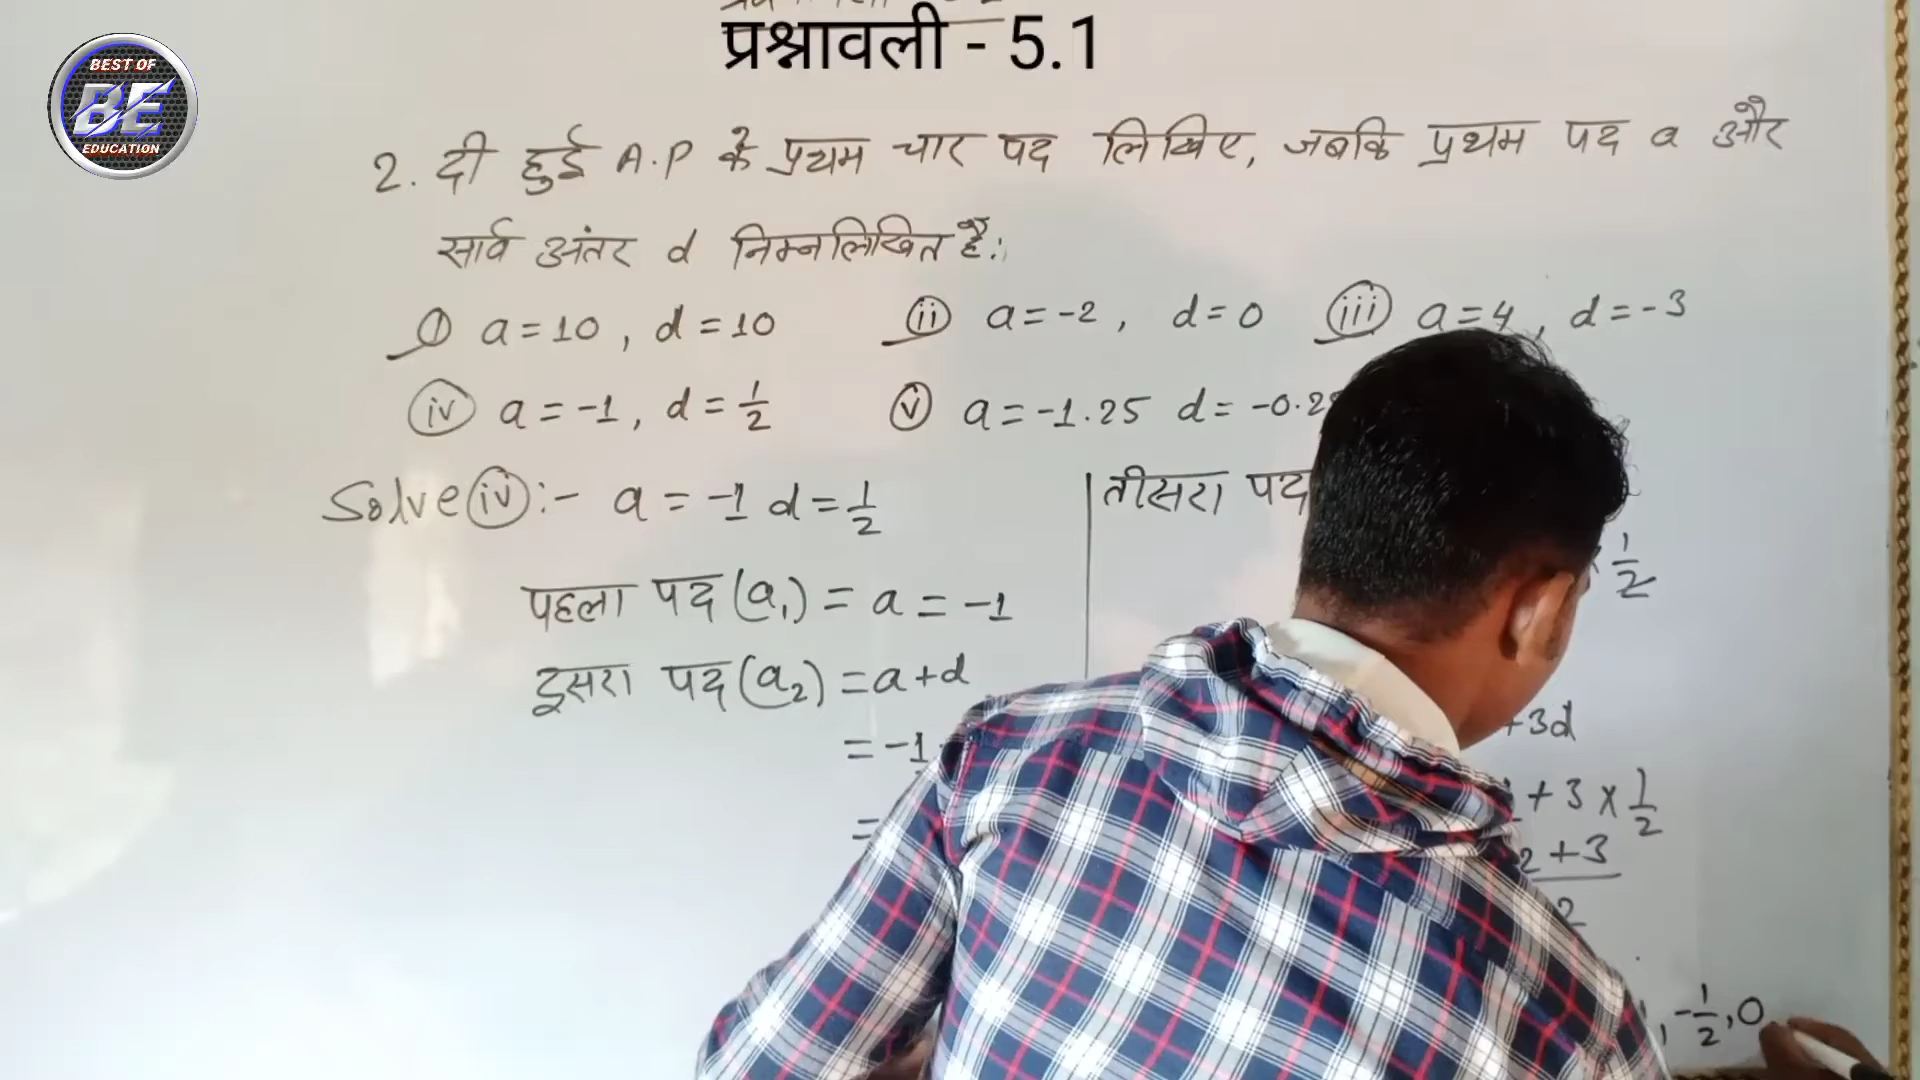 BEST OF
BE
EDUCATION
प्रश्नावली - 5.1
2. दी हुई A.P के प्रथम चार पद लिखिए, जबकि प्रथम पद a और
सार्व अंतर d निम्नलिखित है:
(i) a = 10 , d = 10 (ii) a = -2 , d = 0 (iii) a = 4 , d = -3
(iv) a = -1 , d = 1/2 (v) a = -1.25 d = -0.2
Solve (iv) :- a = -1 d = 1/2
पहला पद (a₁) = a = -1
दूसरा पद (a₂) = a + d
= -1
=
तीसरा पद
1/2
+3d
+ 3 x 1/2
2 + 3
2
, -1/2, 0